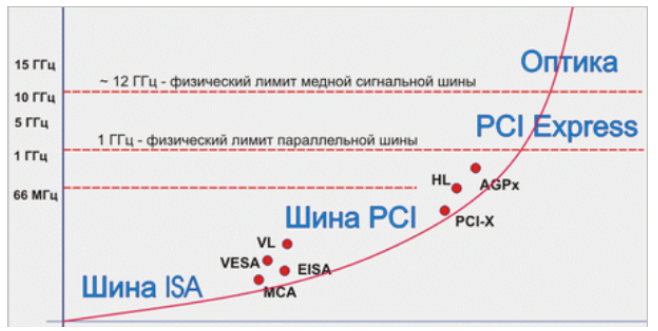 15 ГГц
Оптика
~ 12 ГГц - физический лимит медной сигнальной шины
10 ГГц
5 ГГц
PCI Express
1 ГГц - физический лимит параллельной шины
1 ГГц
HL
AGPx
66 МГц
Шина PCI
PCI-X
VL
VESA
EISA
Шина ISA
MCA